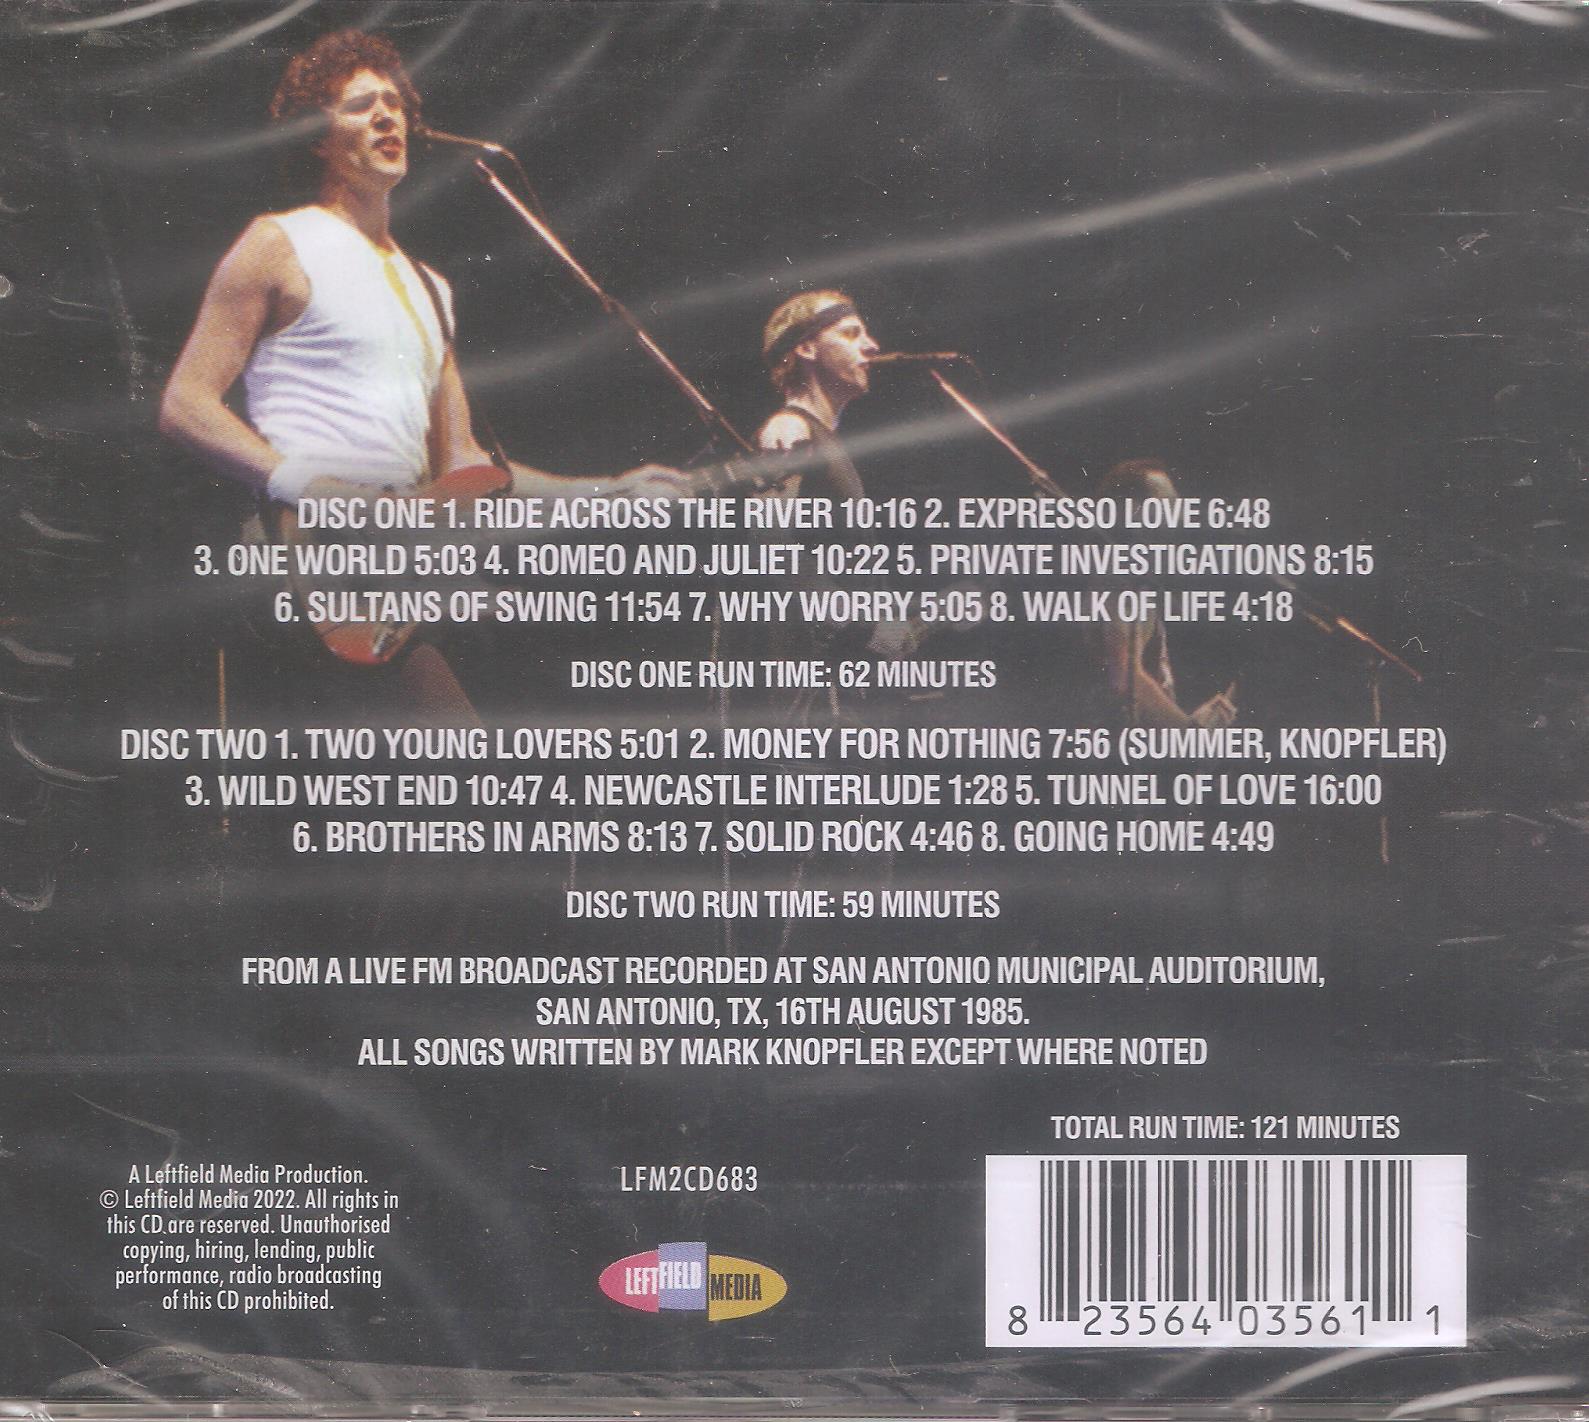 DISC ONE 1. RIDE ACROSS THE RIVER 10:16 2. EXPRESSO LOVE 6:48
3. ONE WORLD 5:03 4. ROMEO AND JULIET 10:22 5. PRIVATE INVESTIGATIONS 8:15
6. SULTANS OF SWING 11:54 7. WHY WORRY 5:05 8. WALK OF LIFE 4:18
DISC ONE RUN TIME: 62 MINUTES
DISC TWO 1. TWO YOUNG LOVERS 5:01 2. MONEY FOR NOTHING 7:56 (SUMMER, KNOPFLER)
3. WILD WEST END 10:47 4. NEWCASTLE INTERLUDE 1:28 5. TUNNEL OF LOVE 16:00
6. BROTHERS IN ARMS 8:13 7. SOLID ROCK 4:46 8. GOING HOME 4:49
DISC TWO RUN TIME: 59 MINUTES
FROM A LIVE FM BROADCAST RECORDED AT SAN ANTONIO MUNICIPAL AUDITORIUM,
SAN ANTONIO, TX, 16TH AUGUST 1985.
ALL SONGS WRITTEN BY MARK KNOPFLER EXCEPT WHERE NOTED
TOTAL RUN TIME: 121 MINUTES
A Leftfield Media Production.
© Leftfield Media 2022. All rights in
this CD are reserved. Unauthorised
copying, hiring, lending, public
performance, radio broadcasting
of this CD prohibited.
LFM2CD683
LEFTFIELD MEDIA
8 23564 03561 1